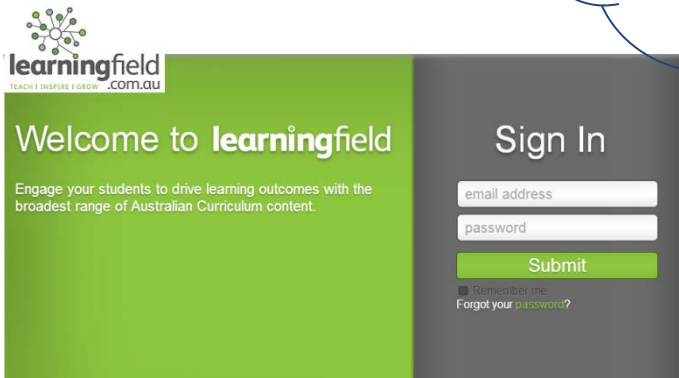 learningfield
TEACH I INSPIRE I GROW .com.au
Welcome to learningfield
Engage your students to drive learning outcomes with the
broadest range of Australian Curriculum content.
Sign In
email address
password
Submit
Remember me
Forgot your password?